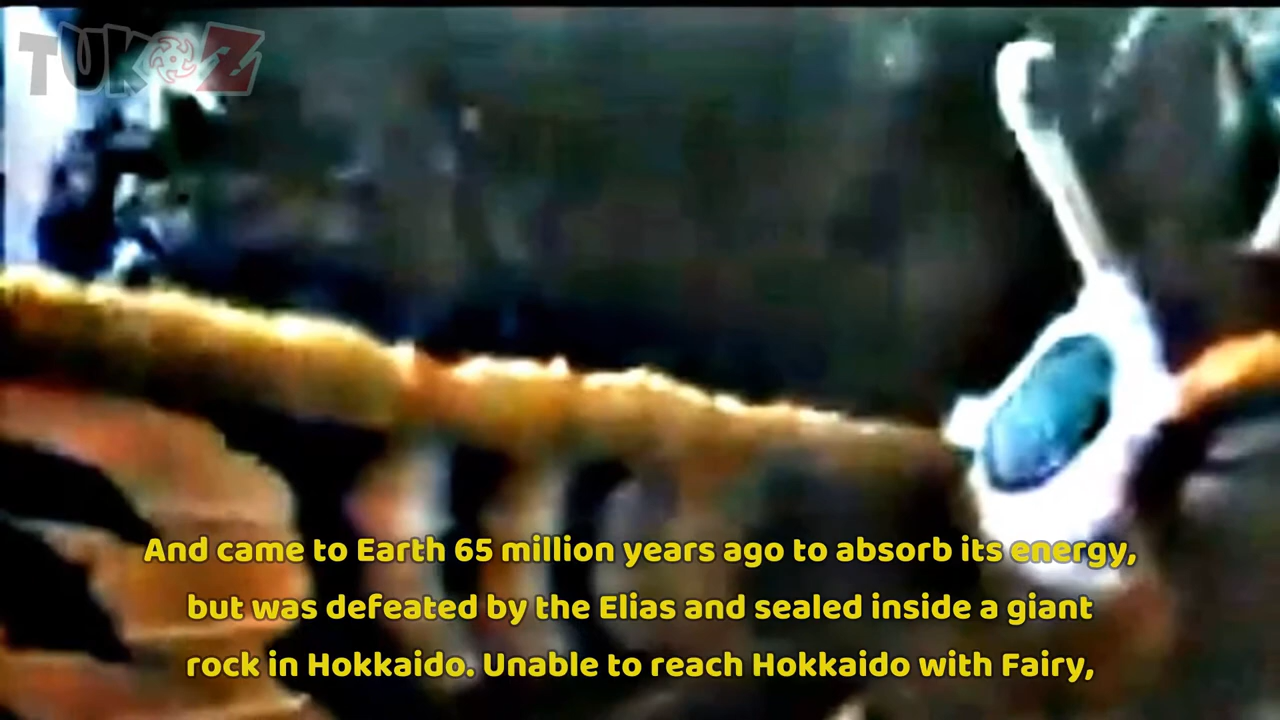 TUKOZ
And came to Earth 65 million years ago to absorb its energy,
but was defeated by the Elias and sealed inside a giant
rock in Hokkaido. Unable to reach Hokkaido with Fairy,